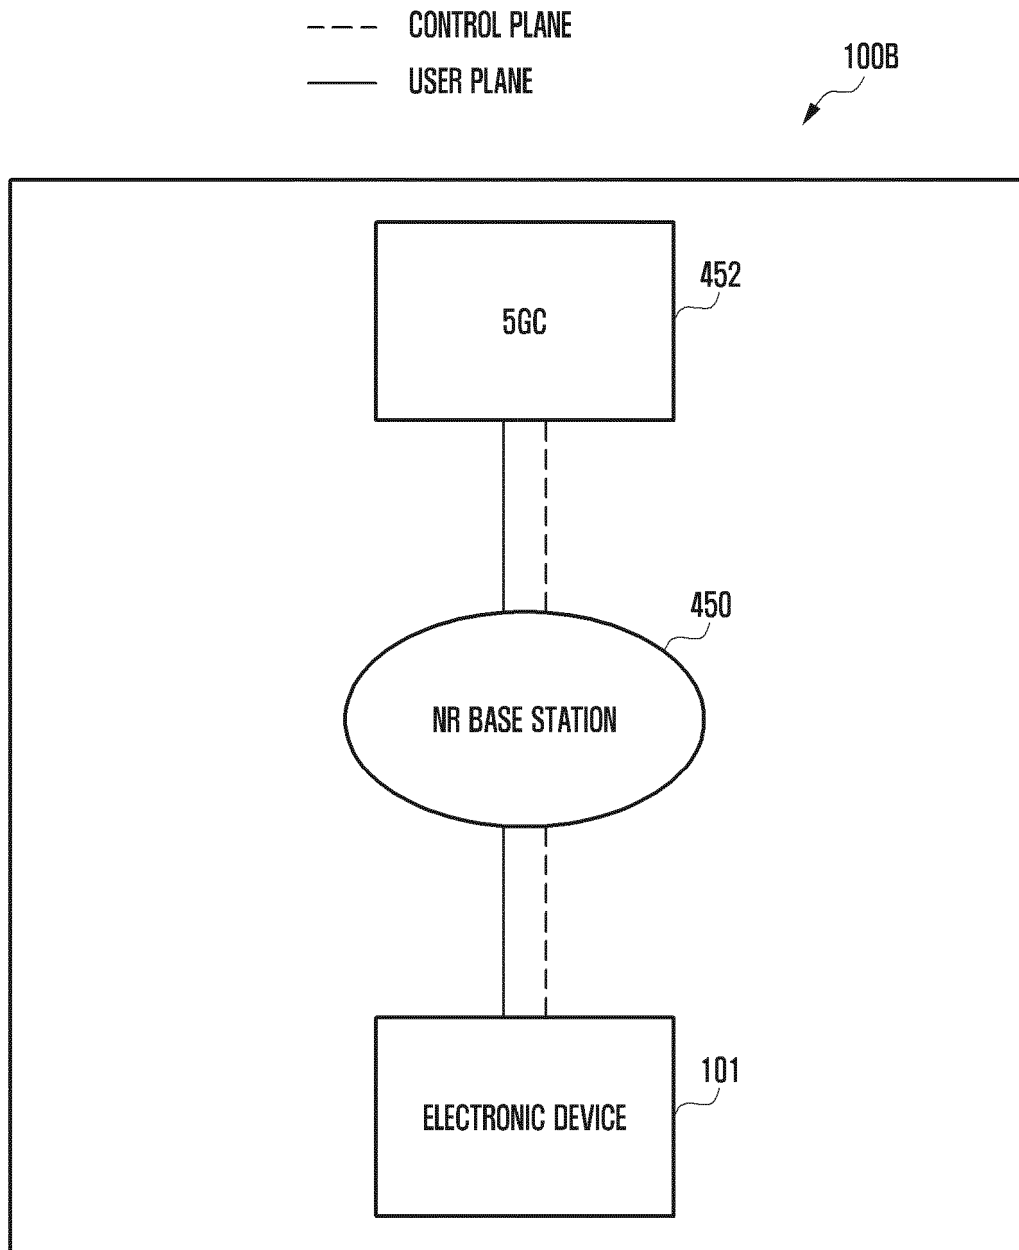 CONTROL PLANE
USER PLANE
100B
5GC
452
450
NR BASE STATION
101
ELECTRONIC DEVICE